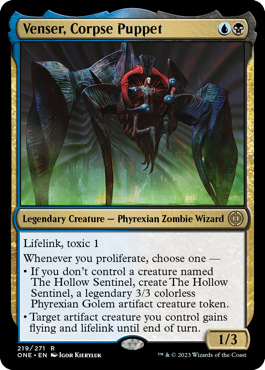 Venser, Corpse Puppet
Legendary Creature — Phyrexian Zombie Wizard
Lifelink, toxic 1
Whenever you proliferate, choose one —
• If you don't control a creature named
The Hollow Sentinel, create The Hollow
Sentinel, a legendary 3/3 colorless
Phyrexian Golem artifact creature token.
• Target artifact creature you control gains
flying and lifelink until end of turn.
1/3
219/271 R
ONE • EN Igor Kieryluk
™ & © 2023 Wizards of the Coast